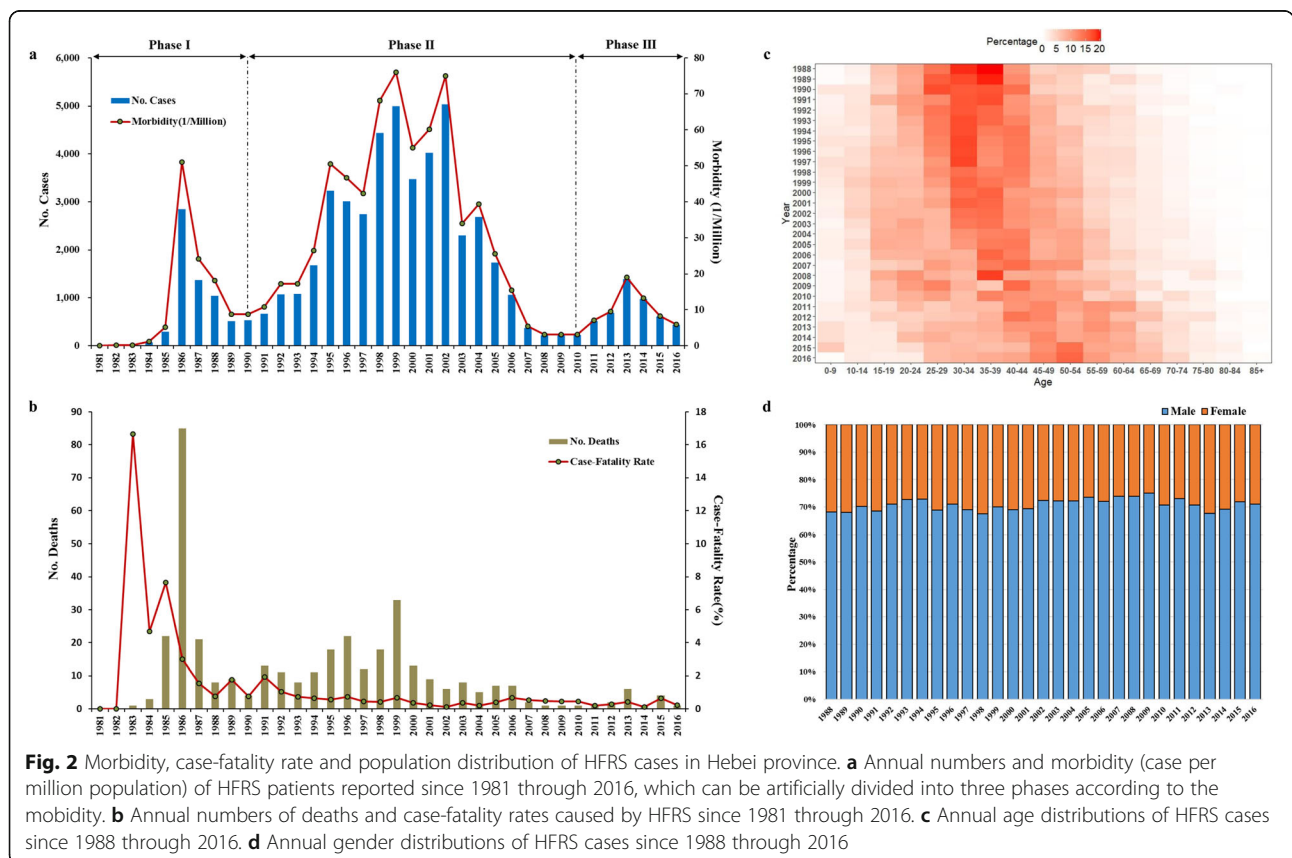 a
Phase I
Phase II
Phase III
6,000
5,000
4,000
3,000
2,000
1,000
0
No. Cases
No. Cases
Morbidity(1/Million)
80
70
60
50
40
30
20
10
0
Morbidity (1/Million)
1981 1982 1983 1984 1985 1986 1987 1988 1989 1990 1991 1992 1993 1994 1995 1996 1997 1998 1999 2000 2001 2002 2003 2004 2005 2006 2007 2008 2009 2010 2011 2012 2013 2014 2015 2016
c
Percentage 0 5 10 15 20
Year
1988
1989
1990
1991
1992
1993
1994
1995
1996
1997
1998
1999
2000
2001
2002
2003
2004
2005
2006
2007
2008
2009
2010
2011
2012
2013
2014
2015
2016
0-9 10-14 15-19 20-24 25-29 30-34 35-39 40-44 45-49 50-54 55-59 60-64 65-69 70-74 75-80 80-84 85+
Age
b
90
80
70
60
50
40
30
20
10
0
No. Deaths
No. Deaths
Case-Fatality Rate
18
16
14
12
10
8
6
4
2
0
Case-Fatality Rate(%)
1981 1982 1983 1984 1985 1986 1987 1988 1989 1990 1991 1992 1993 1994 1995 1996 1997 1998 1999 2000 2001 2002 2003 2004 2005 2006 2007 2008 2009 2010 2011 2012 2013 2014 2015 2016
d
Male Female
100%
90%
80%
70%
60%
50%
40%
30%
20%
10%
0%
Percentage
1988 1989 1990 1991 1992 1993 1994 1995 1996 1997 1998 1999 2000 2001 2002 2003 2004 2005 2006 2007 2008 2009 2010 2011 2012 2013 2014 2015 2016
Fig. 2 Morbidity, case-fatality rate and population distribution of HFRS cases in Hebei province. a Annual numbers and morbidity (case per
million population) of HFRS patients reported since 1981 through 2016, which can be artificially divided into three phases according to the
mobidity. b Annual numbers of deaths and case-fatality rates caused by HFRS since 1981 through 2016. c Annual age distributions of HFRS cases
since 1988 through 2016. d Annual gender distributions of HFRS cases since 1988 through 2016